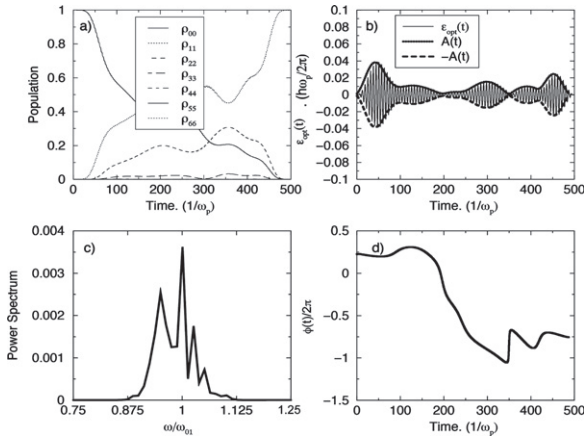 a)
ρ00
ρ11
ρ22
ρ33
ρ44
ρ55
ρ66
1
0.8
0.6
0.4
0.2
0
Population
0 100 200 300 400 500
Time. (1/ωp)
b)
εopt(t)
A(t)
−A(t)
0.1
0.08
0.06
0.04
0.02
0
−0.02
−0.04
−0.06
−0.08
−0.1
εopt(t) . (ħωp/2π)
0 100 200 300 400 500
Time. (1/ωp)
c)
0.004
0.003
0.002
0.001
0
Power Spectrum
0.75 0.875 1 1.125 1.25
ω/ω01
d)
0.5
0
−0.5
−1
−1.5
ϕ(t)/2π
0 100 200 300 400 500
Time. (1/ωp)